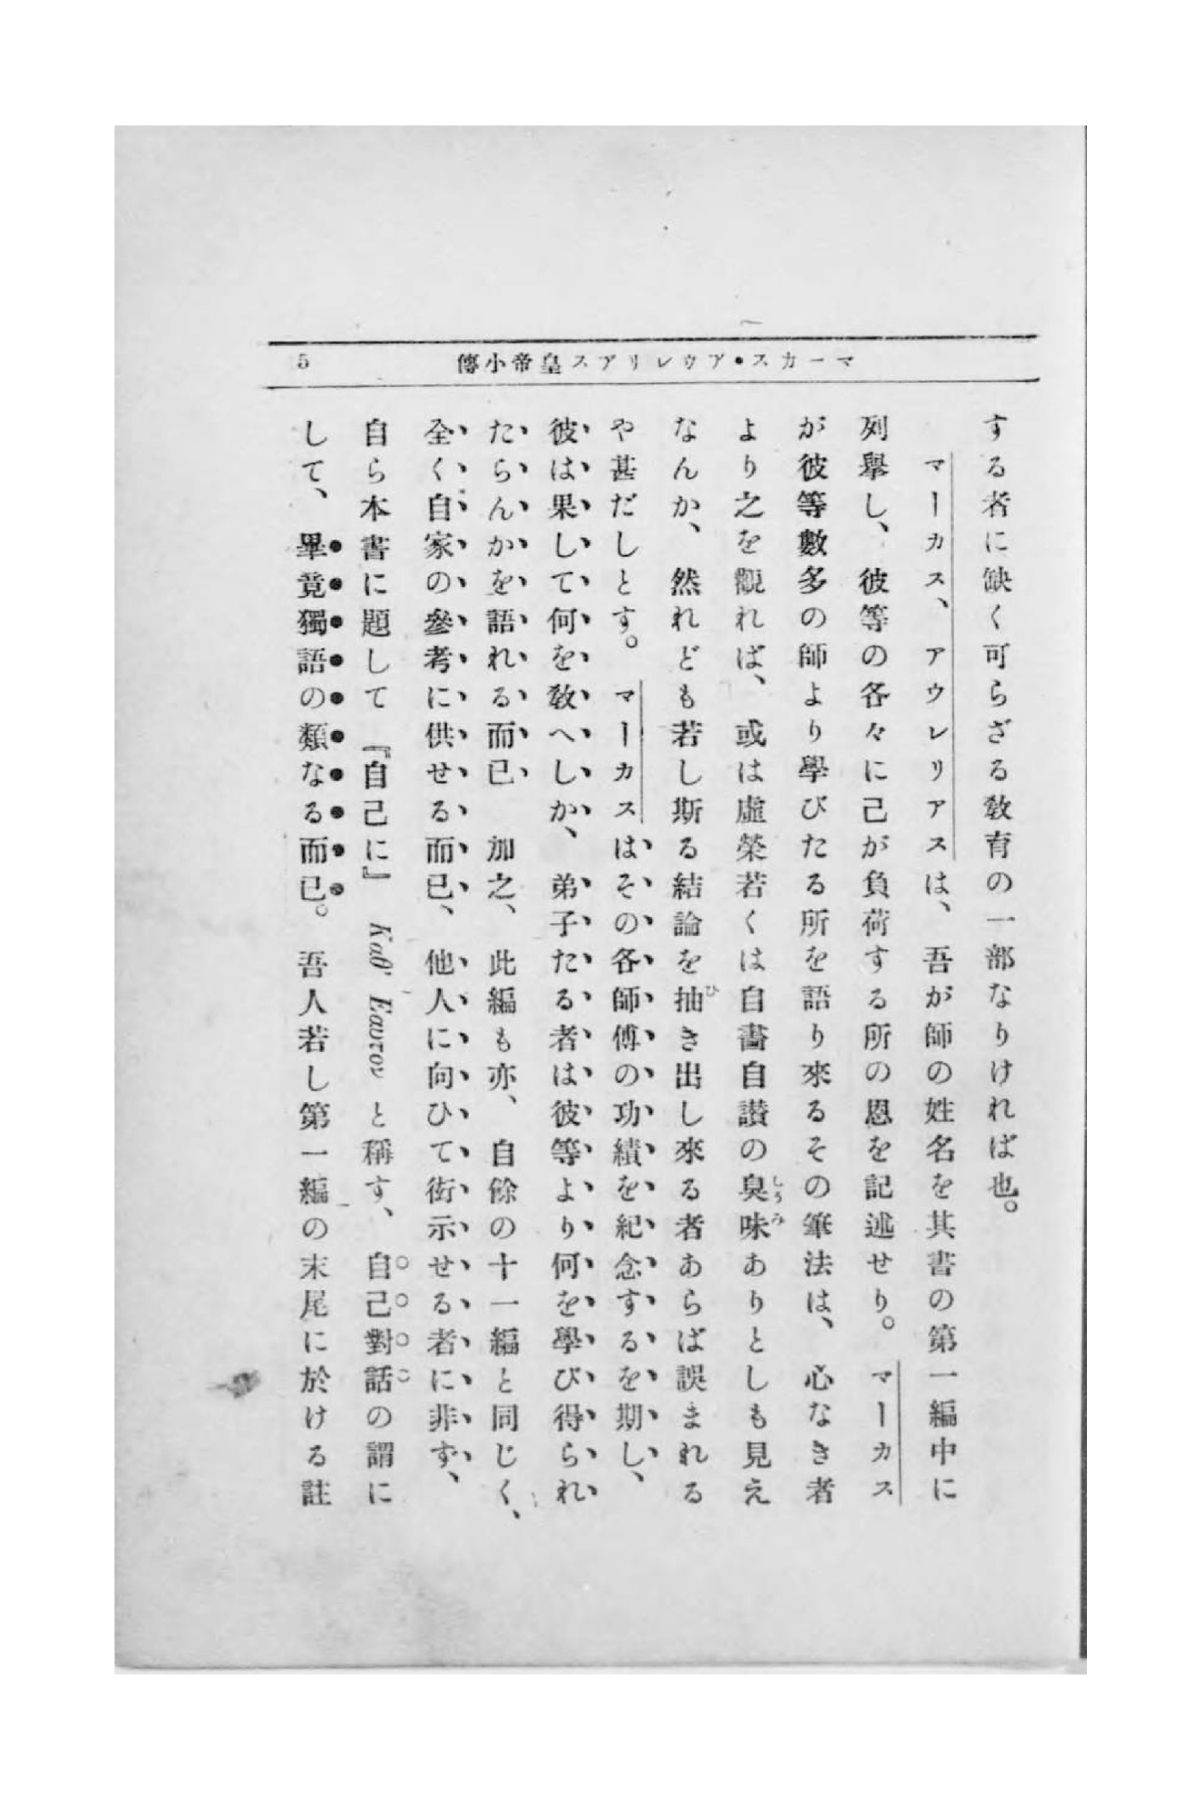 マーカス・アウレリアス皇帝小傳
5
する者に缺く可らざる敎育の一部なりければ也。
マーカス、アウレリアスは、吾が師の姓名を其書の第一編中に
列擧し、彼等の各々に己が負荷する所の恩を記述せり。マーカス
が彼等數多の師より學びたる所を語り來るその筆法は、心なき者
より之を觀れば、或は虛榮若くは自畵自讃の臭味しうみありとしも見え
なんか、然れども若し斯る結論を抽ひき出し來る者あらば誤まれる
や甚だしとす。マーカスはその各師傅の功績を紀念するを期し、
彼は果して何を敎へしか、弟子たる者は彼等より何を學び得られ
たらんかを語れる而已 加之、此編も亦、自餘の十一編と同じく、
全く自家の參考に供せる而已、他人に向ひて衒示せる者に非ず、
自ら本書に題して『自己に』 Kaθ' Eauτον と稱す、自己對話の謂に
して、畢竟獨語の類なる而已。吾人若し第一編の末尾に於ける註